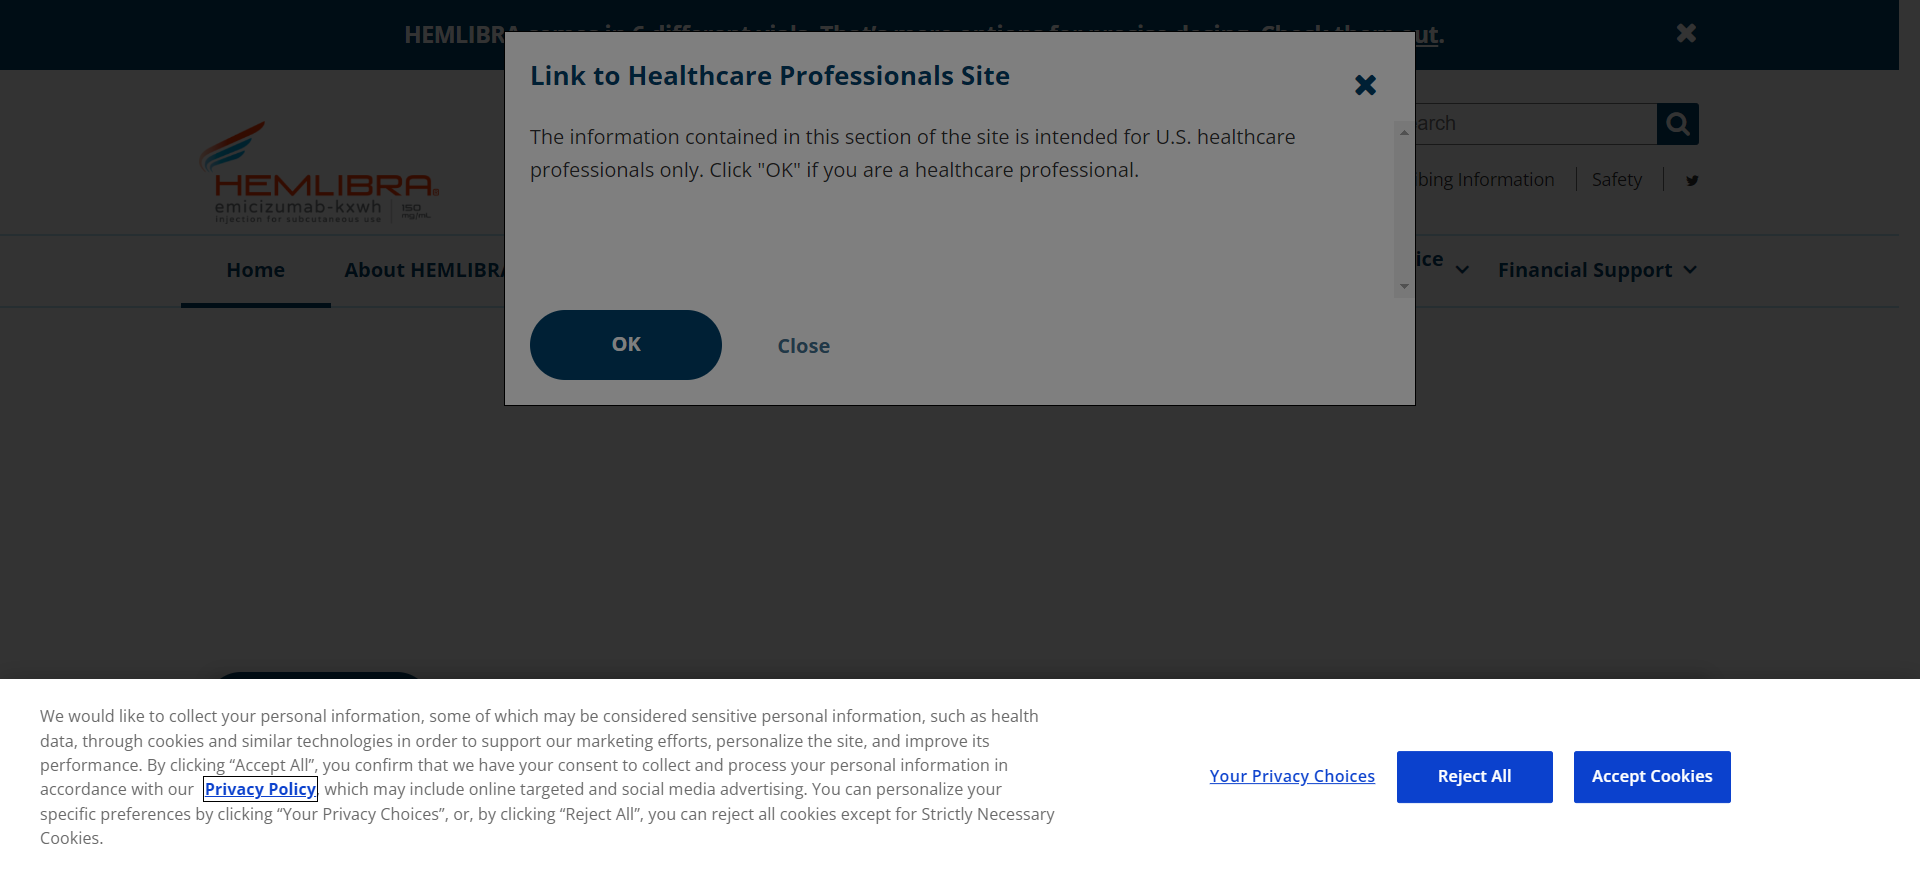 HEMLIBRA
out.
Link to Healthcare Professionals Site
The information contained in this section of the site is intended for U.S. healthcare
professionals only. Click "OK" if you are a healthcare professional.
OK
Close
arch
bing Information
Safety
HEMLIBRA®
emicizumab-kxwh
injection for subcutaneous use
150
mg/mL
Home
About HEMLIBRA
ice
Financial Support
We would like to collect your personal information, some of which may be considered sensitive personal information, such as health
data, through cookies and similar technologies in order to support our marketing efforts, personalize the site, and improve its
performance. By clicking “Accept All”, you confirm that we have your consent to collect and process your personal information in
accordance with our Privacy Policy, which may include online targeted and social media advertising. You can personalize your
specific preferences by clicking “Your Privacy Choices”, or, by clicking “Reject All”, you can reject all cookies except for Strictly Necessary
Cookies.
Your Privacy Choices
Reject All
Accept Cookies